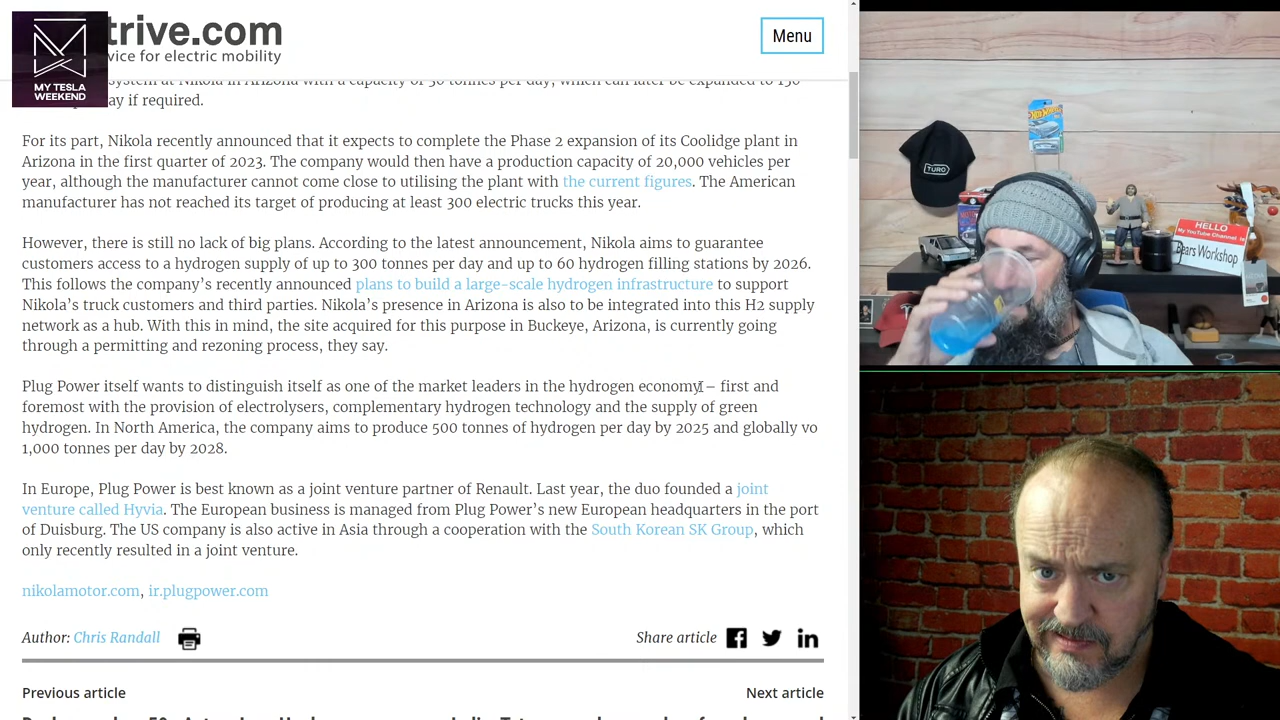 trive.com
vice for electric mobility
MY TESLA
WEEKEND
Menu
system at Nikola in Arizona with a capacity of 30 tonnes per day, which can later be expanded to 150
ay if required.
For its part, Nikola recently announced that it expects to complete the Phase 2 expansion of its Coolidge plant in
Arizona in the first quarter of 2023. The company would then have a production capacity of 20,000 vehicles per
year, although the manufacturer cannot come close to utilising the plant with the current figures. The American
manufacturer has not reached its target of producing at least 300 electric trucks this year.
However, there is still no lack of big plans. According to the latest announcement, Nikola aims to guarantee
customers access to a hydrogen supply of up to 300 tonnes per day and up to 60 hydrogen filling stations by 2026.
This follows the company’s recently announced plans to build a large-scale hydrogen infrastructure to support
Nikola’s truck customers and third parties. Nikola’s presence in Arizona is also to be integrated into this H2 supply
network as a hub. With this in mind, the site acquired for this purpose in Buckeye, Arizona, is currently going
through a permitting and rezoning process, they say.
Plug Power itself wants to distinguish itself as one of the market leaders in the hydrogen economy – first and
foremost with the provision of electrolysers, complementary hydrogen technology and the supply of green
hydrogen. In North America, the company aims to produce 500 tonnes of hydrogen per day by 2025 and globally vo
1,000 tonnes per day by 2028.
In Europe, Plug Power is best known as a joint venture partner of Renault. Last year, the duo founded a joint
venture called Hyvia. The European business is managed from Plug Power’s new European headquarters in the port
of Duisburg. The US company is also active in Asia through a cooperation with the South Korean SK Group, which
only recently resulted in a joint venture.
nikolamotor.com, ir.plugpower.com
Author: Chris Randall
Share article
Previous article
Next article
Hot Wheels
TURO
HELLO
My YouTube Channel is
Bears Workshop